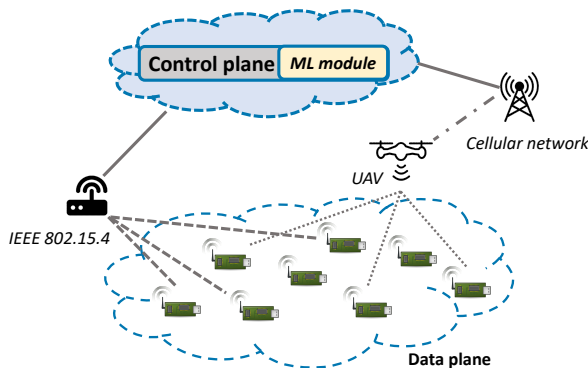 Control plane
ML module
Cellular network
UAV
IEEE 802.15.4
Data plane